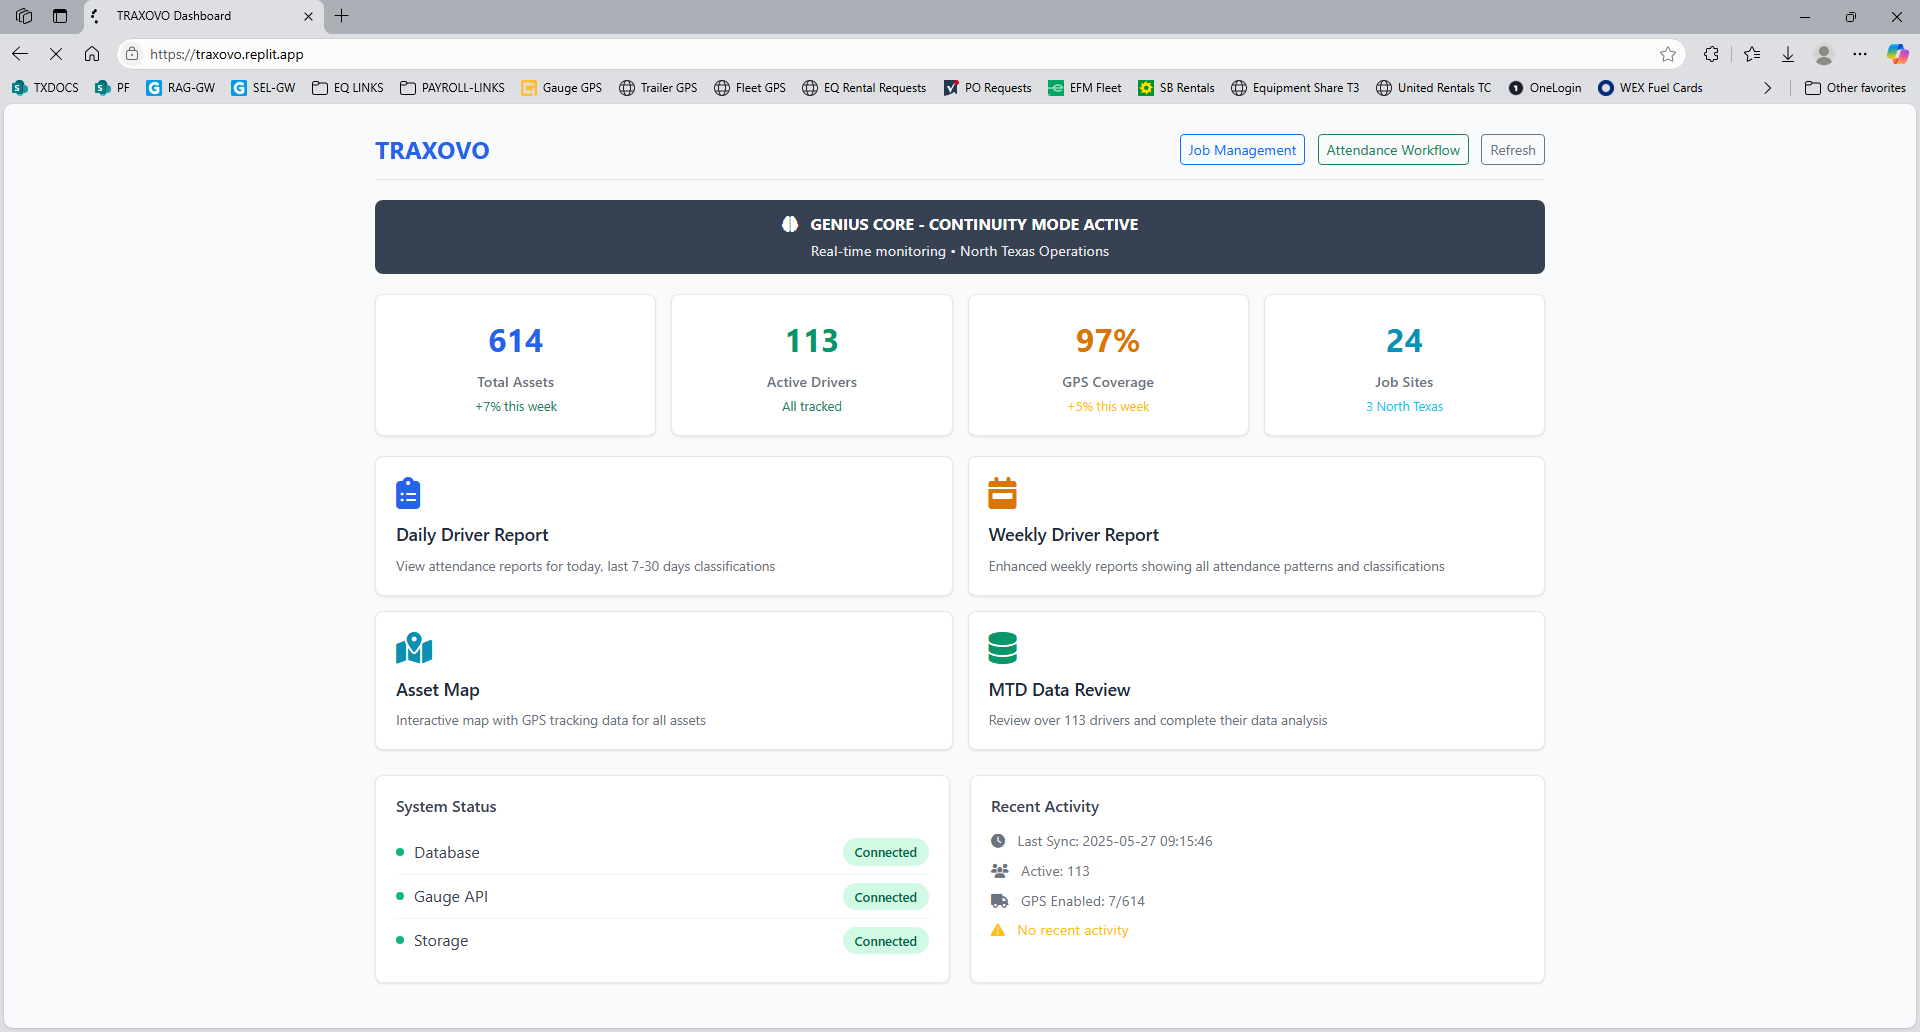 TRAXOVO Dashboard
https://traxovo.replit.app
TXDOCS PF RAG-GW SEL-GW EQ LINKS PAYROLL-LINKS Gauge GPS Trailer GPS Fleet GPS EQ Rental Requests PO Requests EFM Fleet SB Rentals Equipment Share T3 United Rentals TC OneLogin WEX Fuel Cards Other favorites
TRAXOVO
Job Management Attendance Workflow Refresh
GENIUS CORE - CONTINUITY MODE ACTIVE
Real-time monitoring • North Texas Operations
614
Total Assets
+7% this week
113
Active Drivers
All tracked
97%
GPS Coverage
+5% this week
24
Job Sites
3 North Texas
Daily Driver Report
View attendance reports for today, last 7-30 days classifications
Weekly Driver Report
Enhanced weekly reports showing all attendance patterns and classifications
Asset Map
Interactive map with GPS tracking data for all assets
MTD Data Review
Review over 113 drivers and complete their data analysis
System Status
Database Connected
Gauge API Connected
Storage Connected
Recent Activity
Last Sync: 2025-05-27 09:15:46
Active: 113
GPS Enabled: 7/614
No recent activity